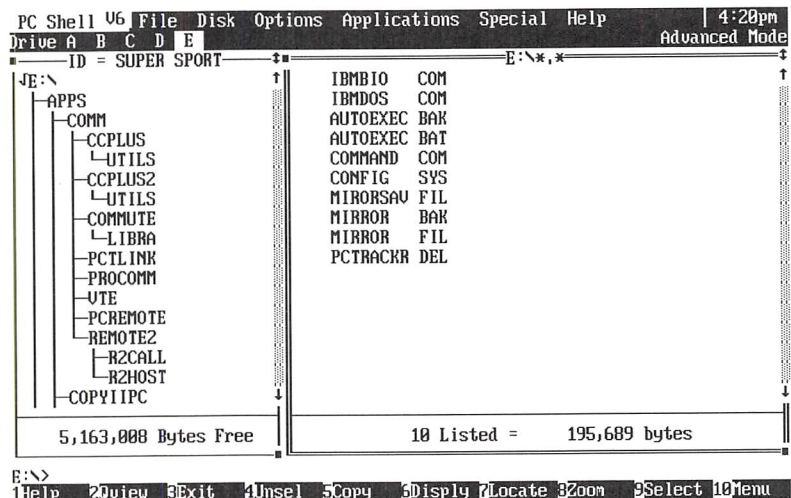 PC Shell V6 File Disk Options Applications Special Help 4:20pm
Drive A B C D E Advanced Mode
ID = SUPER SPORT
E:\*.*
√E:\
APPS
COMM
CCPLUS
UTILS
CCPLUS2
UTILS
COMMUTE
LIBRA
PCTLINK
PROCOMM
VTE
PCREMOTE
REMOTE2
R2CALL
R2HOST
COPYIIPC
IBMBIO COM
IBMDOS COM
AUTOEXEC BAK
AUTOEXEC BAT
COMMAND COM
CONFIG SYS
MIRORSAV FIL
MIRROR BAK
MIRROR FIL
PCTRACKR DEL
5,163,008 Bytes Free
10 Listed = 195,689 bytes
E:\>
1Help 2Qview 3Exit 4Unsel 5Copy 6Disply 7Locate 8Zoom 9Select 10Menu